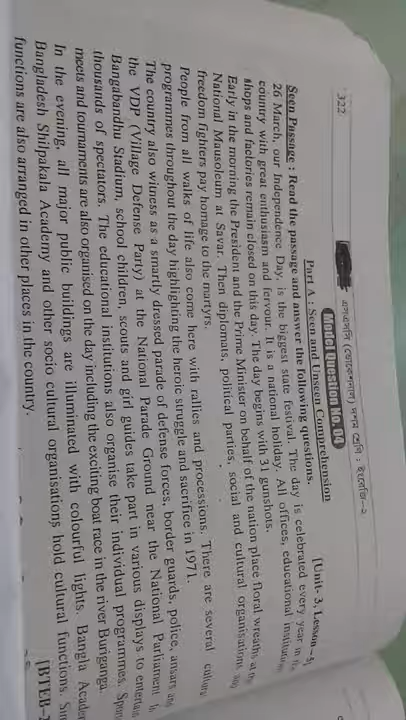 322
এসএসসি (ভোকেশনাল) দশম শ্রেণি : ইংরেজি-২
Model Question No. 04
Part A : Seen and Unseen Comprehension
[Unit- 3, Lesson -5
Seen Passage : Read the passage and answer the following questions.
26 March, our Independence Day, is the biggest state festival. The day is celebrated every year in the
country with great enthusiasm and fervour. It is a national holiday. All offices, educational institutions
shops and factories remain closed on this day. The day begins with 31 gunshots.
Early in the morning the President and the Prime Minister on behalf of the nation place floral wreaths at the
National Mausoleum at Savar. Then diplomats, political parties, social and cultural organisations and
freedom fighters pay homage to the martyrs.
People from all walks of life also come here with rallies and processions. There are several cultura
programmes throughout the day highlighting the heroic struggle and sacrifice in 1971.
The country also witness as a smartly dressed parade of defense forces, border guards, police, ansars and
the VDP (Village Defense Party) at the National Parade Ground near the National Parliament. In
Bangabandhu Stadium, school children, scouts and girl guides take part in various displays to entertain
thousands of spectators. The educational institutions also organise their individual programmes. Spor
meets and tournaments are also organised on the day including the exciting boat race in the river Buriganga.
In the evening, all major public buildings are illuminated with colourful lights. Bangla Academ
Bangladesh Shilpakala Academy and other socio cultural organisations hold cultural functions. Sim
functions are also arranged in other places in the country.
[BTEB-